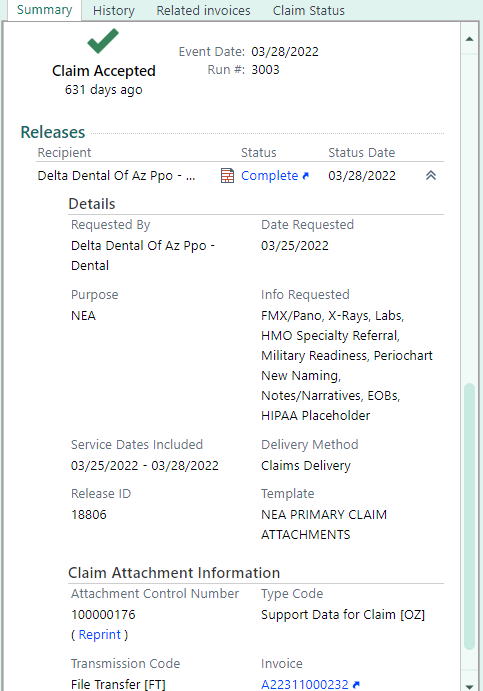 Summary History Related invoices Claim Status
Event Date: 03/28/2022
Claim Accepted Run #: 3003
631 days ago
Releases
Recipient Status Status Date
Delta Dental Of Az Ppo - ... Complete 03/28/2022
Details
Requested By Date Requested
Delta Dental Of Az Ppo - 03/25/2022
Dental
Purpose Info Requested
NEA FMX/Pano, X-Rays, Labs,
HMO Specialty Referral,
Military Readiness, Periochart
New Naming,
Notes/Narratives, EOBs,
HIPAA Placeholder
Service Dates Included Delivery Method
03/25/2022 - 03/28/2022 Claims Delivery
Release ID Template
18806 NEA PRIMARY CLAIM
ATTACHMENTS
Claim Attachment Information
Attachment Control Number Type Code
100000176 Support Data for Claim [OZ]
( Reprint )
Transmission Code Invoice
File Transfer [FT] A22311000232